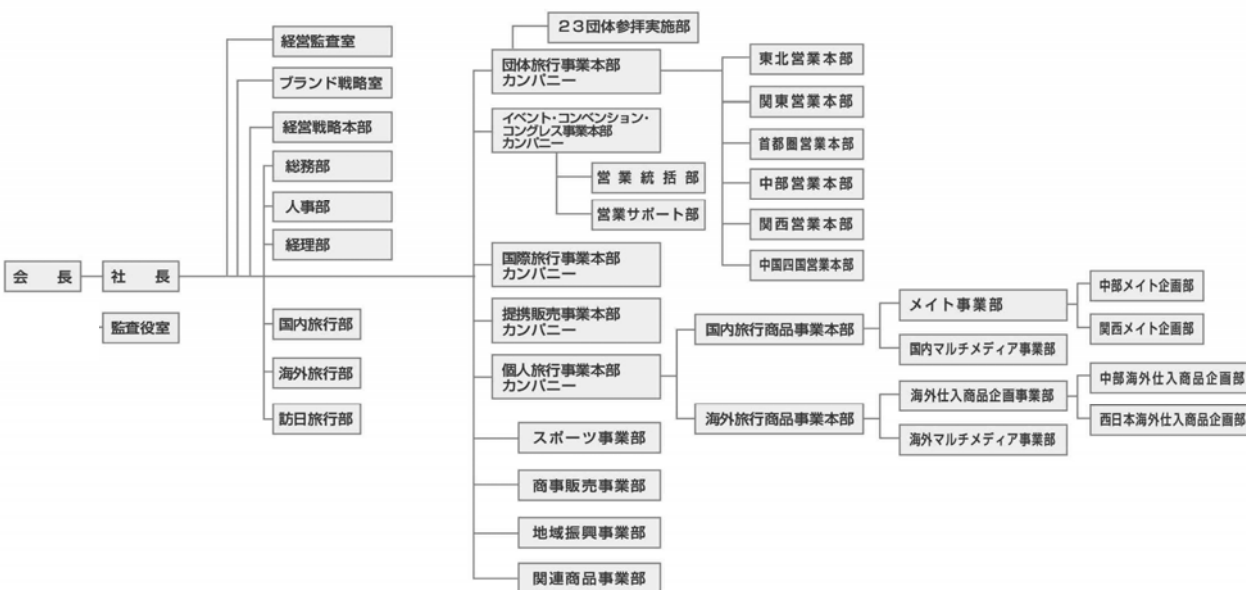 会　長
社　長
監査役室
経営監査室
ブランド戦略室
経営戦略本部
総務部
人事部
経理部
国内旅行部
海外旅行部
訪日旅行部
２３団体参拝実施部
団体旅行事業本部
カンパニー
イベント・コンベンション・
コングレス事業本部
カンパニー
営業統括部
営業サポート部
国際旅行事業本部
カンパニー
提携販売事業本部
カンパニー
個人旅行事業本部
カンパニー
スポーツ事業部
商事販売事業部
地域振興事業部
関連商品事業部
東北営業本部
関東営業本部
首都圏営業本部
中部営業本部
関西営業本部
中国四国営業本部
国内旅行商品事業本部
海外旅行商品事業本部
メイト事業部
国内マルチメディア事業部
海外仕入商品企画事業部
海外マルチメディア事業部
中部メイト企画部
関西メイト企画部
中部海外仕入商品企画部
西日本海外仕入商品企画部